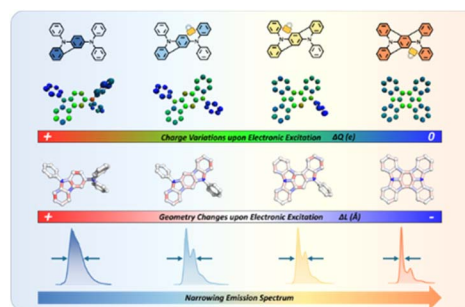 + Charge Variations upon Electronic Excitation ΔQ (e) 0
+ Geometry Changes upon Electronic Excitation ΔL (Å) -
Narrowing Emission Spectrum